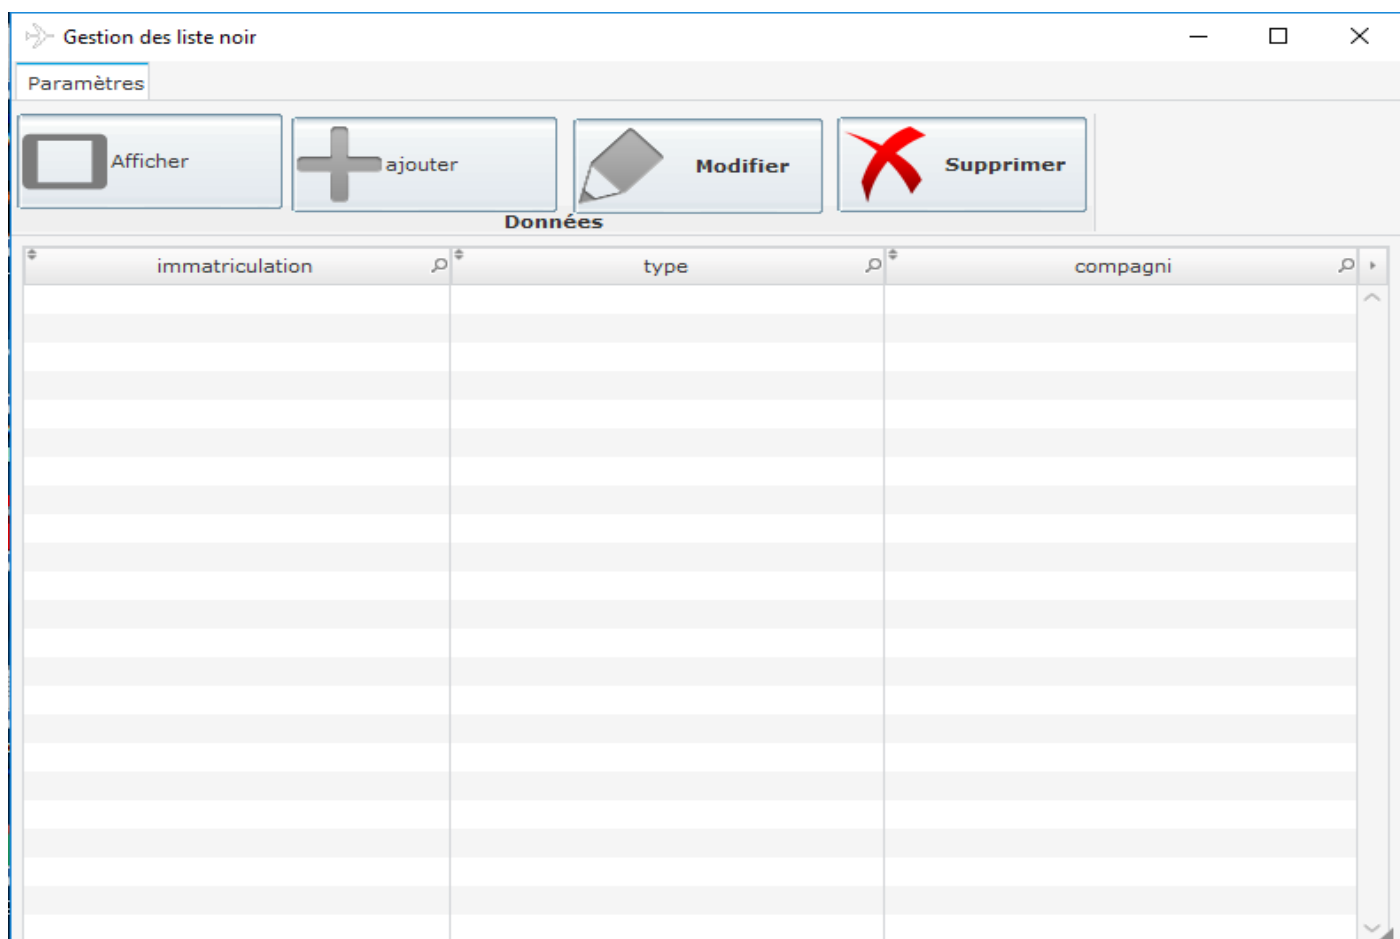 Gestion des liste noir
Paramètres
Afficher
ajouter
Modifier
Supprimer
Données
immatriculation
type
compagni